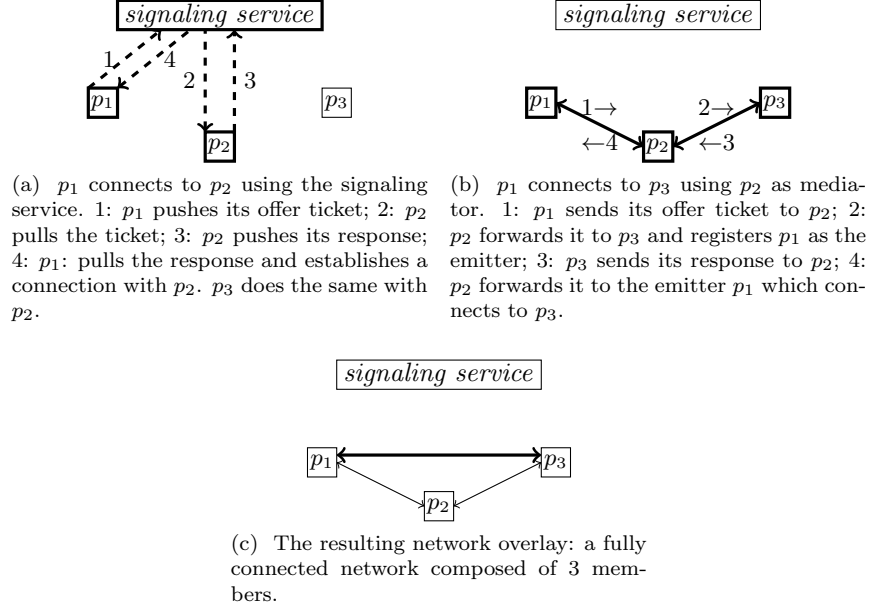 signaling service
1
4
2
3
p1
p3
p2
(a) p1 connects to p2 using the signaling
service. 1: p1 pushes its offer ticket; 2: p2
pulls the ticket; 3: p2 pushes its response;
4: p1: pulls the response and establishes a
connection with p2. p3 does the same with
p2.
signaling service
p1
p3
1→
2→
p2
←4
←3
(b) p1 connects to p3 using p2 as media-
tor. 1: p1 sends its offer ticket to p2; 2:
p2 forwards it to p3 and registers p1 as the
emitter; 3: p3 sends its response to p2; 4:
p2 forwards it to the emitter p1 which con-
nects to p3.
signaling service
p1
p3
p2
(c) The resulting network overlay: a fully
connected network composed of 3 mem-
bers.